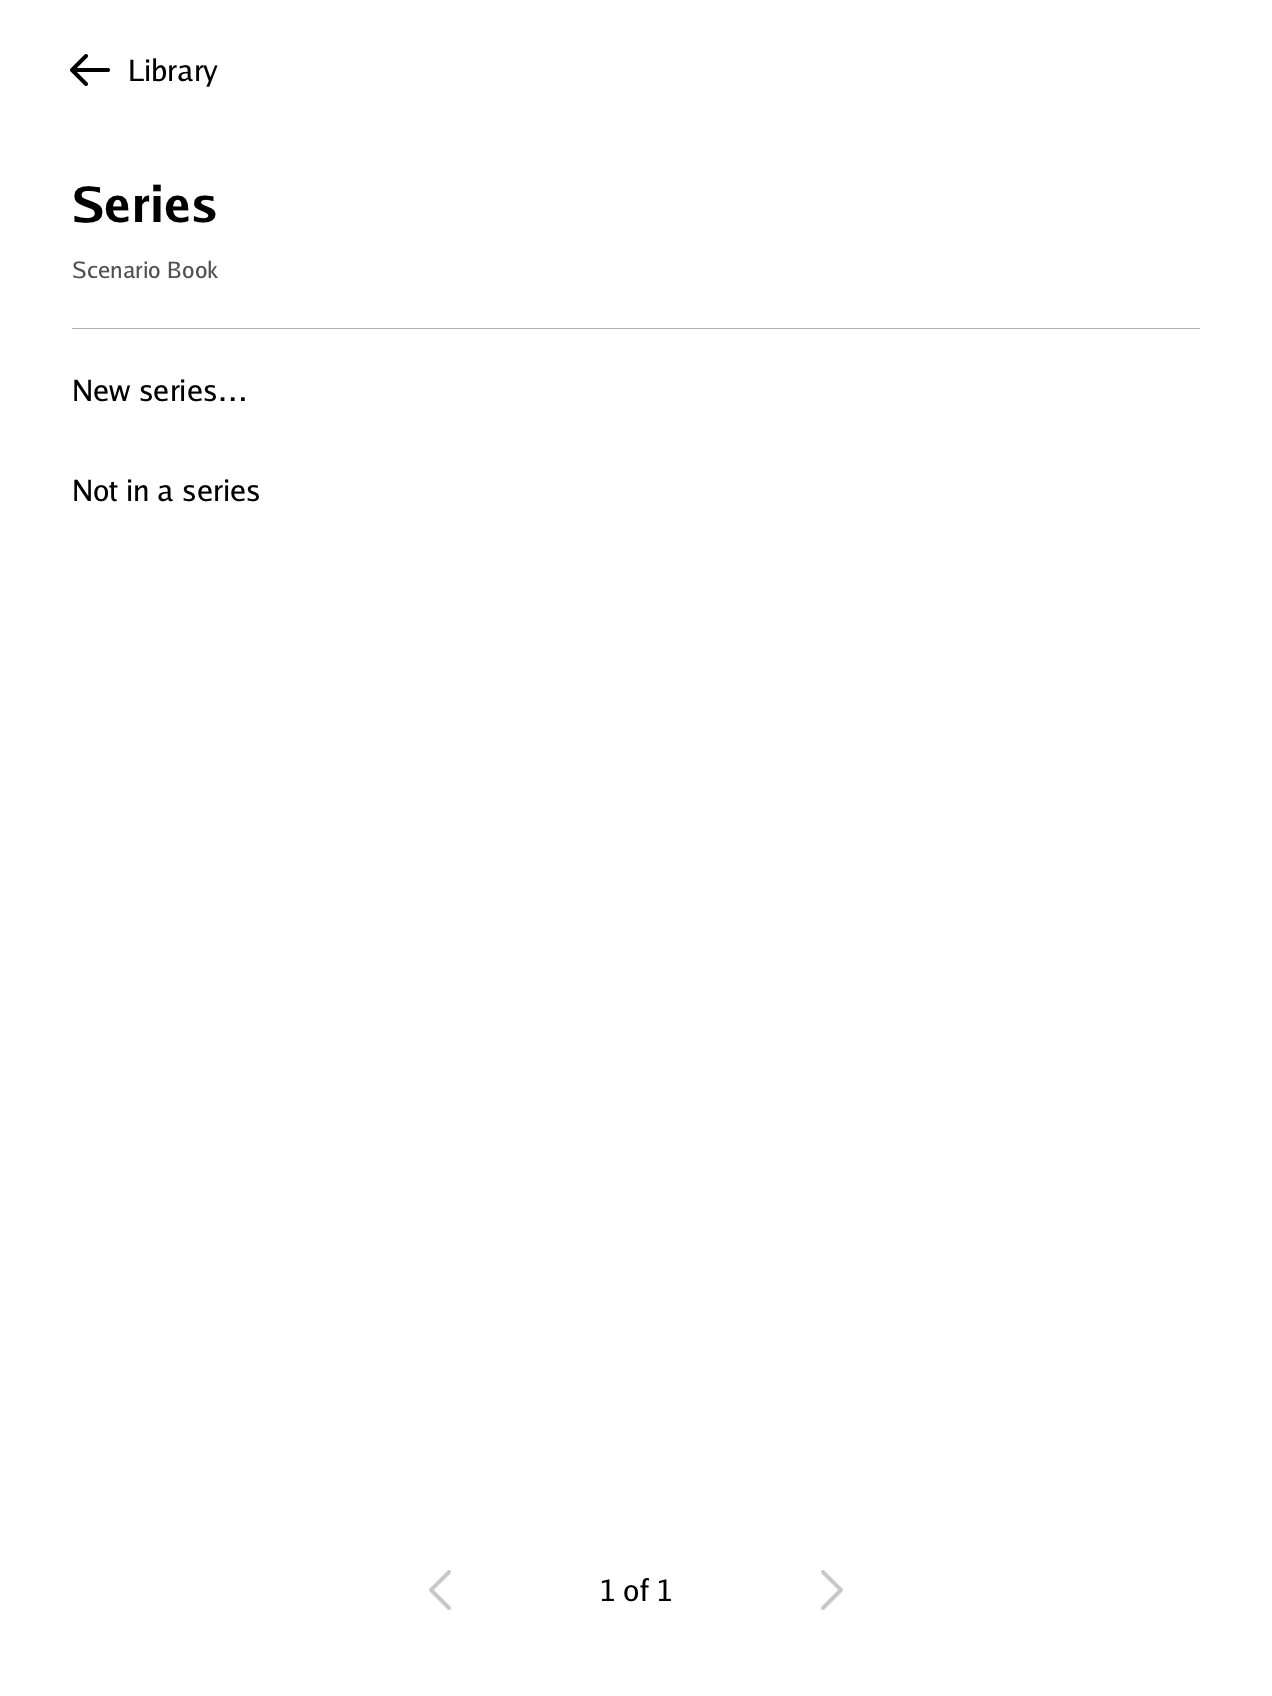 Library
Series
Scenario Book
New series...
Not in a series
1 of 1